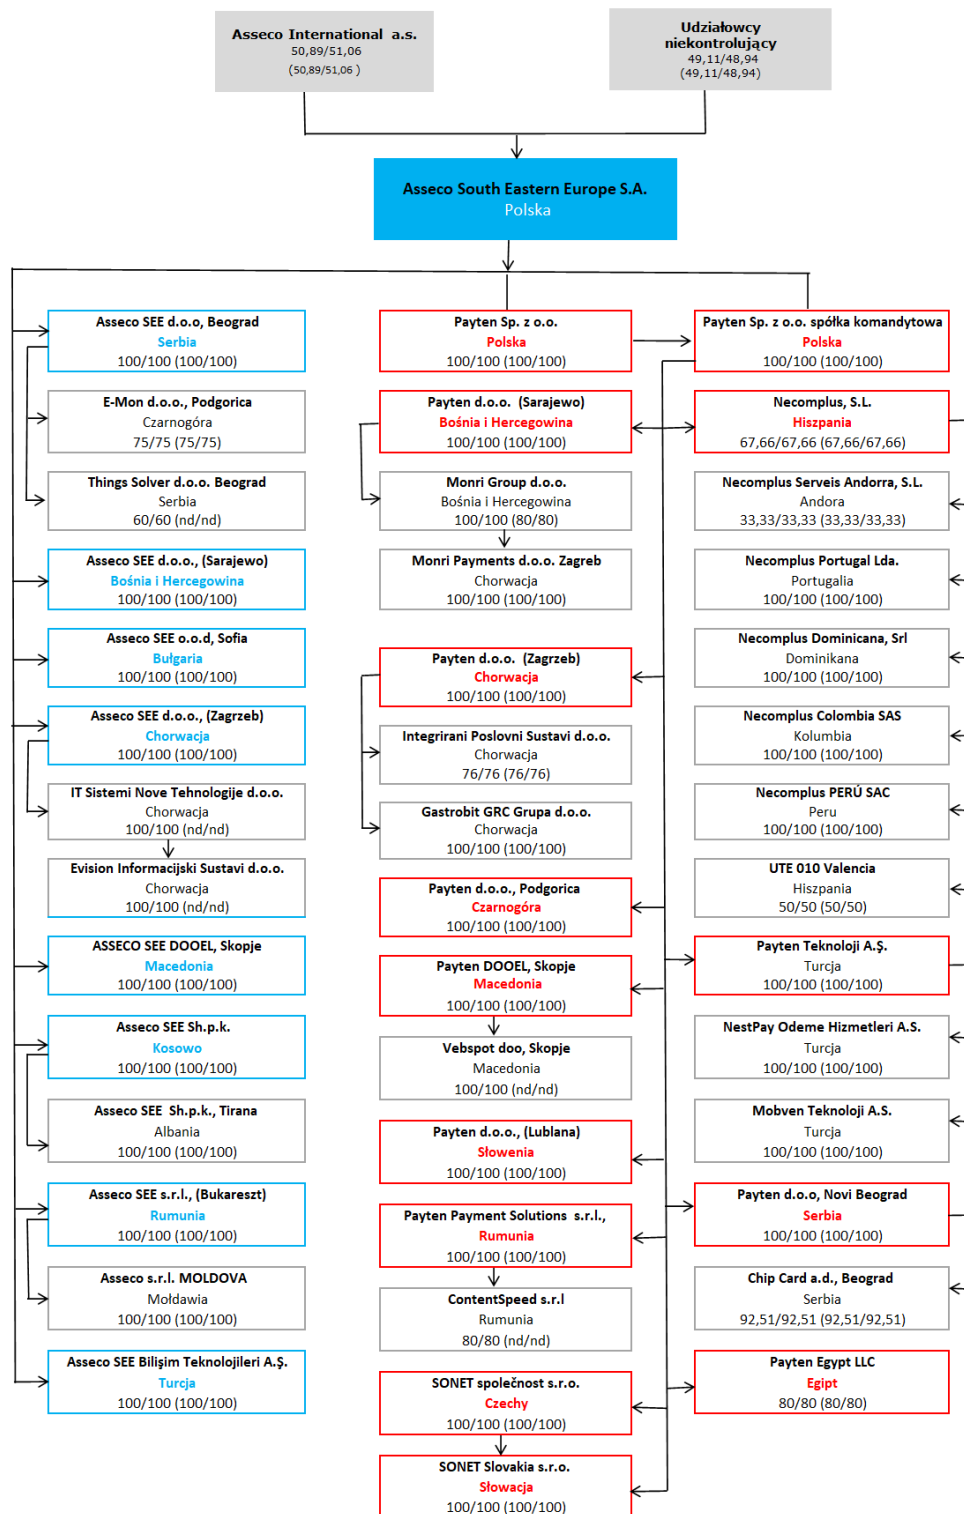 Asseco International a.s.
50,89/51,06
(50,89/51,06 )
Udziałowcy
niekontrolujący
49,11/48,94
(49,11/48,94)
Asseco South Eastern Europe S.A.
Polska
Asseco SEE d.o.o, Beograd
Serbia
100/100 (100/100)
E-Mon d.o.o., Podgorica
Czarnogóra
75/75 (75/75)
Things Solver d.o.o. Beograd
Serbia
60/60 (nd/nd)
Asseco SEE d.o.o., (Sarajewo)
Bośnia i Hercegowina
100/100 (100/100)
Asseco SEE o.o.d, Sofia
Bułgaria
100/100 (100/100)
Asseco SEE d.o.o., (Zagrzeb)
Chorwacja
100/100 (100/100)
IT Sistemi Nove Tehnologije d.o.o.
Chorwacja
100/100 (nd/nd)
Evision Informacijski Sustavi d.o.o.
Chorwacja
100/100 (nd/nd)
ASSECO SEE DOOEL, Skopje
Macedonia
100/100 (100/100)
Asseco SEE Sh.p.k.
Kosowo
100/100 (100/100)
Asseco SEE  Sh.p.k., Tirana
Albania
100/100 (100/100)
Asseco SEE s.r.l., (Bukareszt)
Rumunia
100/100 (100/100)
Asseco s.r.l. MOLDOVA
Mołdawia
100/100 (100/100)
Asseco SEE Bilişim Teknolojileri A.Ş.
Turcja
100/100 (100/100)
Payten Sp. z o.o.
Polska
100/100 (100/100)
Payten d.o.o.  (Sarajewo)
Bośnia i Hercegowina
100/100 (100/100)
Monri Group d.o.o.
Bośnia i Hercegowina
100/100 (80/80)
Monri Payments d.o.o. Zagreb
Chorwacja
100/100 (100/100)
Payten d.o.o.  (Zagrzeb)
Chorwacja
100/100 (100/100)
Integrirani Poslovni Sustavi d.o.o.
Chorwacja
76/76 (76/76)
Gastrobit GRC Grupa d.o.o.
Chorwacja
100/100 (100/100)
Payten d.o.o., Podgorica
Czarnogóra
100/100 (100/100)
Payten DOOEL, Skopje
Macedonia
100/100 (100/100)
Vebspot doo, Skopje
Macedonia
100/100 (nd/nd)
Payten d.o.o., (Lublana)
Słowenia
100/100 (100/100)
Payten Payment Solutions  s.r.l.,
Rumunia
100/100 (100/100)
ContentSpeed s.r.l
Rumunia
80/80 (nd/nd)
SONET společnost s.r.o.
Czechy
100/100 (100/100)
SONET Slovakia s.r.o.
Słowacja
100/100 (100/100)
Payten Sp. z o.o. spółka komandytowa
Polska
100/100 (100/100)
Necomplus, S.L.
Hiszpania
67,66/67,66 (67,66/67,66)
Necomplus Serveis Andorra, S.L.
Andora
33,33/33,33 (33,33/33,33)
Necomplus Portugal Lda.
Portugalia
100/100 (100/100)
Necomplus Dominicana, Srl
Dominikana
100/100 (100/100)
Necomplus Colombia SAS
Kolumbia
100/100 (100/100)
Necomplus PERÚ SAC
Peru
100/100 (100/100)
UTE 010 Valencia
Hiszpania
50/50 (50/50)
Payten Teknoloji A.Ş.
Turcja
100/100 (100/100)
NestPay Odeme Hizmetleri A.S.
Turcja
100/100 (100/100)
Mobven Teknoloji A.S.
Turcja
100/100 (100/100)
Payten d.o.o, Novi Beograd
Serbia
100/100 (100/100)
Chip Card a.d., Beograd
Serbia
92,51/92,51 (92,51/92,51)
Payten Egypt LLC
Egipt
80/80 (80/80)